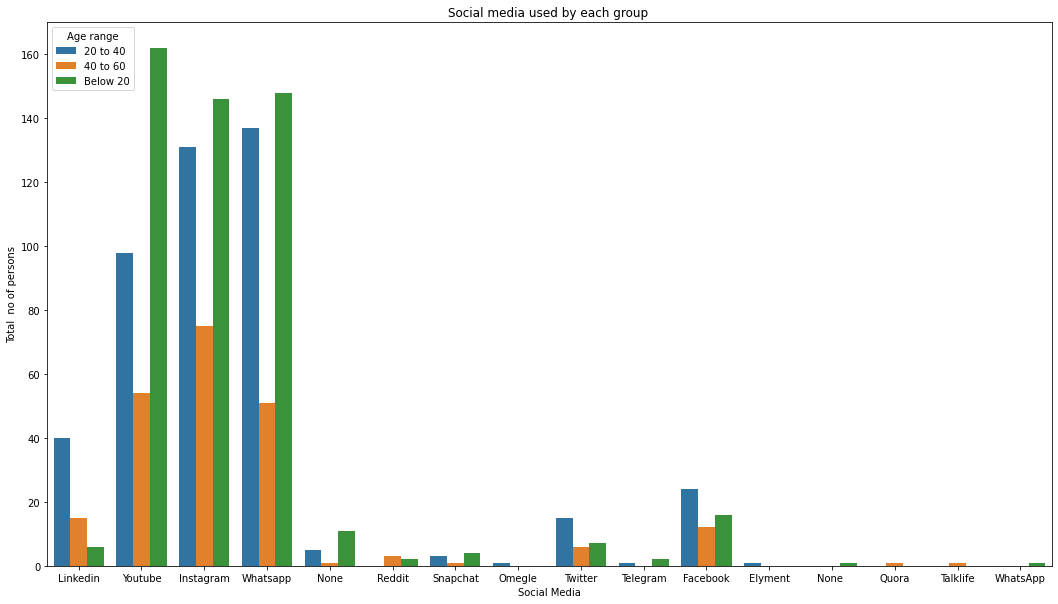 Social media used by each group
Age range
20 to 40
40 to 60
Below 20
160
140
120
100
80
60
40
20
0
Total no of persons
Linkedin Youtube Instagram Whatsapp None Reddit Snapchat Omegle Twitter Telegram Facebook Elyment None Quora Talklife WhatsApp
Social Media